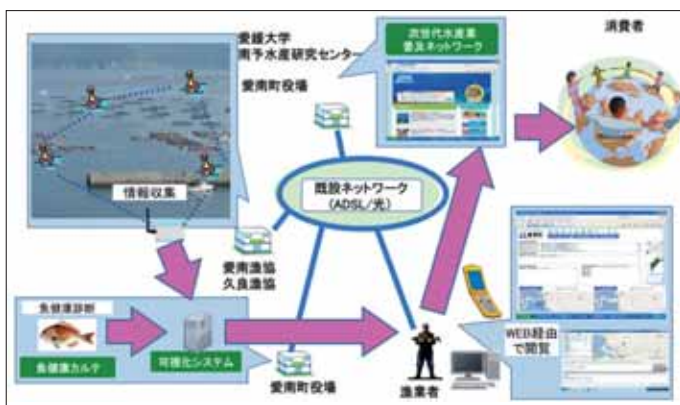 愛媛大学
南予水産研究センター
愛南町役場
次世代水産業
普及ネットワーク
消費者
情報収集
既設ネットワーク
(ADSL/光)
愛南漁協
久良漁協
魚健康診断
魚健康カルテ
可視化システム
愛南町役場
漁業者
WEB経由
で閲覧